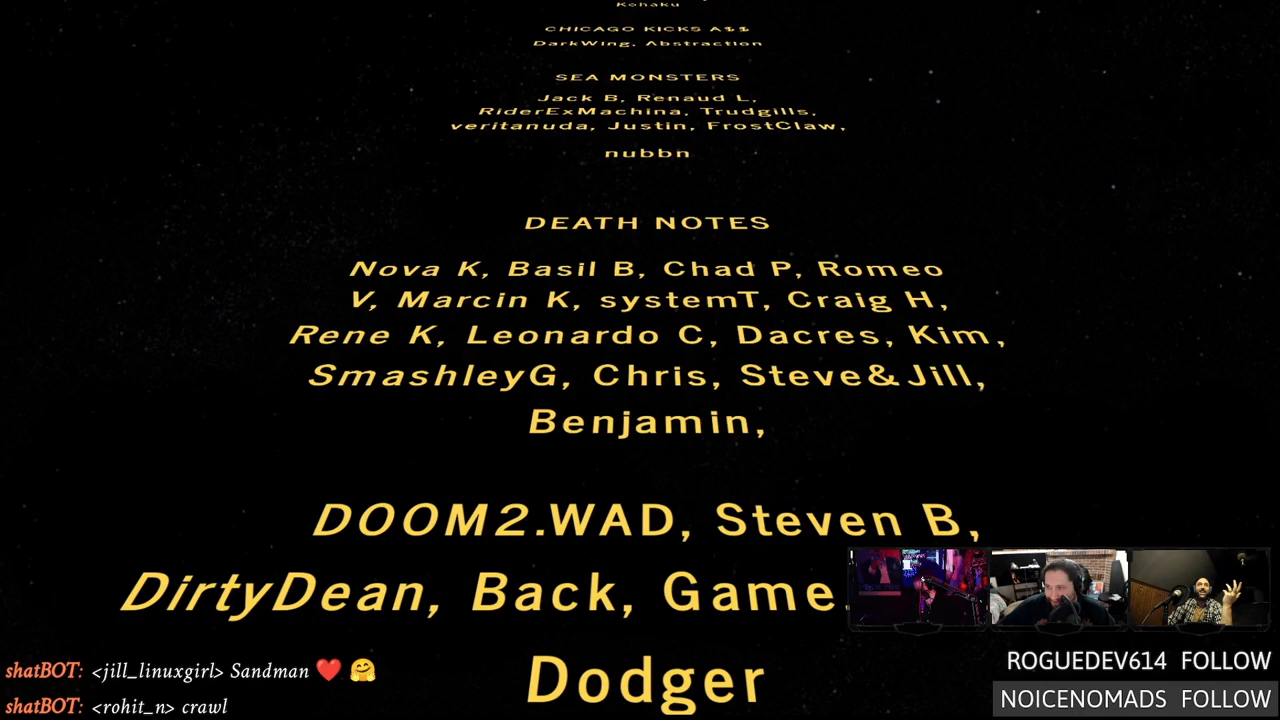 Kohaku
CHICAGO KICKS A$$
DarkWing, Abstraction
SEA MONSTERS
Jack B, Renaud L,
RiderExMachina, Trudgills,
veritanuda, Justin, FrostClaw,
nubbn
DEATH NOTES
Nova K, Basil B, Chad P, Romeo
V, Marcin K, systemT, Craig H,
Rene K, Leonardo C, Dacres, Kim,
SmashleyG, Chris, Steve&Jill,
Benjamin,
DOOM2.WAD, Steven B,
DirtyDean, Back, Game
Dodger
shatBOT: <jill_linuxgirl> Sandman ❤️ 🤗
shatBOT: <rohit_n> crawl
ROGUEDEV614 FOLLOW
NOICENOMADS FOLLOW